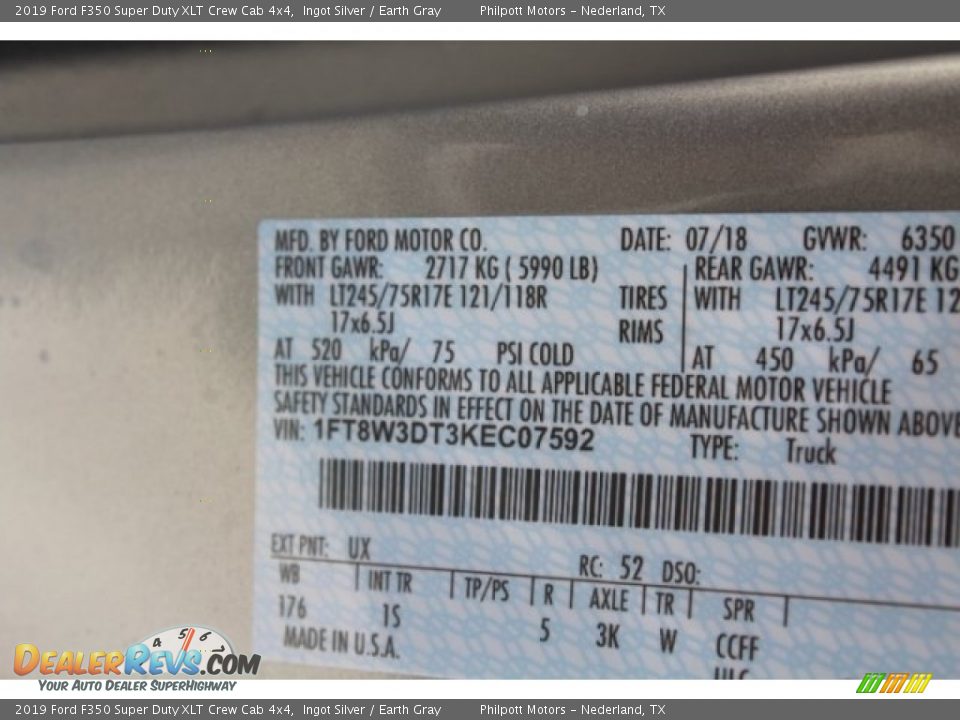 2019 Ford F350 Super Duty XLT Crew Cab 4x4, Ingot Silver / Earth Gray Philpott Motors - Nederland, TX
MFD. BY FORD MOTOR CO. DATE: 07/18 GVWR: 6350
FRONT GAWR: 2717 KG ( 5990 LB) REAR GAWR: 4491 KG
WITH LT245/75R17E 121/118R TIRES WITH LT245/75R17E 12
17x6.5J RIMS 17x6.5J
AT 520 kPa/ 75 PSI COLD AT 450 kPa/ 65
THIS VEHICLE CONFORMS TO ALL APPLICABLE FEDERAL MOTOR VEHICLE
SAFETY STANDARDS IN EFFECT ON THE DATE OF MANUFACTURE SHOWN ABOVE
VIN: 1FT8W3DT3KEC07592 TYPE: Truck
EXT PNT: UX RC: 52 DSO:
WB INT TR TP/PS R AXLE TR SPR
176 1S 5 3K W CCFF
MADE IN U.S.A.
DEALERREVS.COM
4 5 6
YOUR AUTO DEALER SUPERHIGHWAY
2019 Ford F350 Super Duty XLT Crew Cab 4x4, Ingot Silver / Earth Gray Philpott Motors - Nederland, TX